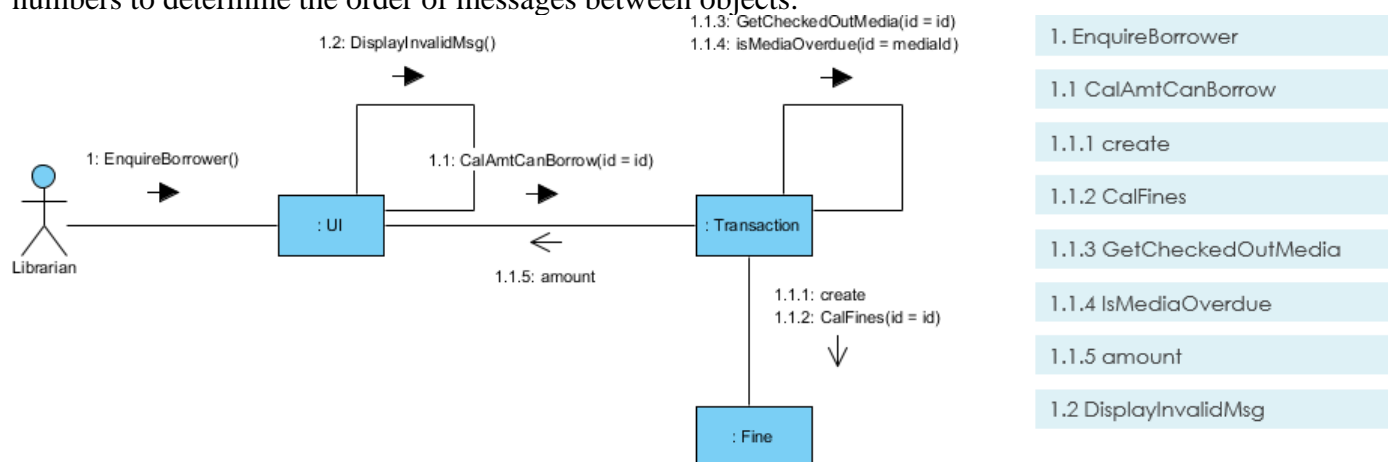 numbers to determine the order of messages between objects.
1.1.3: GetCheckedOutMedia(id = id)
1.2: DisplayInvalidMsg()
1.1.4: isMediaOverdue(id = mediaId)
1: EnquireBorrower()
1.1: CalAmtCanBorrow(id = id)
: UI
: Transaction
Librarian
1.1.5: amount
1.1.1: create
1.1.2: CalFines(id = id)
: Fine
1. EnquireBorrower
1.1 CalAmtCanBorrow
1.1.1 create
1.1.2 CalFines
1.1.3 GetCheckedOutMedia
1.1.4 IsMediaOverdue
1.1.5 amount
1.2 DisplayInvalidMsg